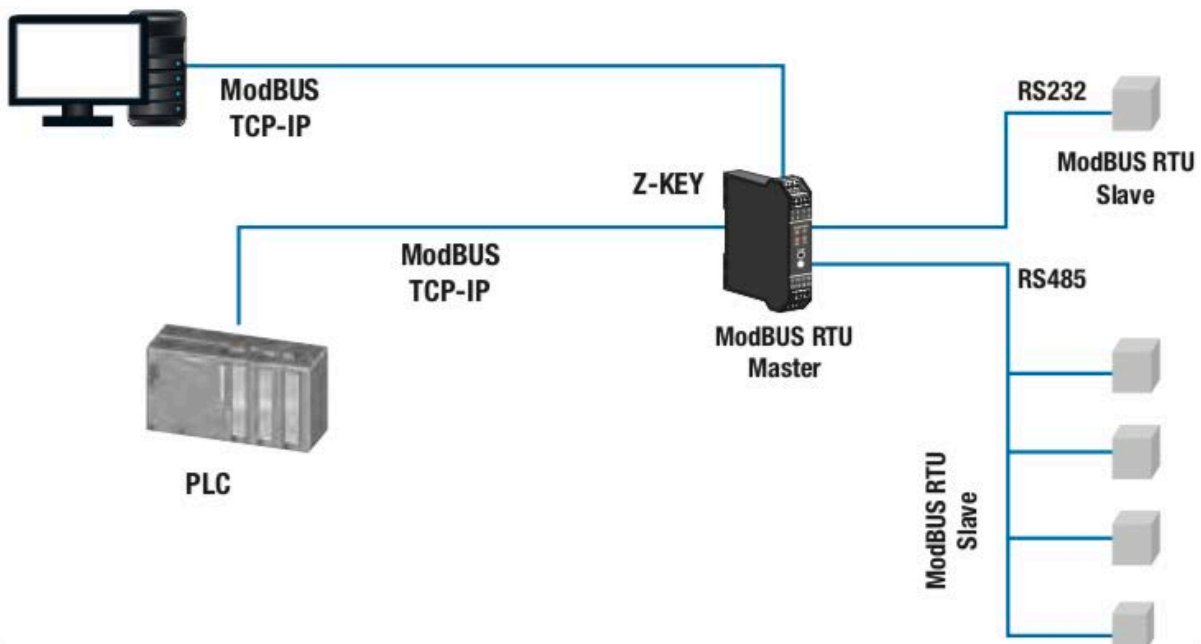 ModBUS
TCP-IP
RS232
ModBUS RTU
Slave
Z-KEY
ModBUS
TCP-IP
RS485
ModBUS RTU
Master
PLC
ModBUS RTU
Slave